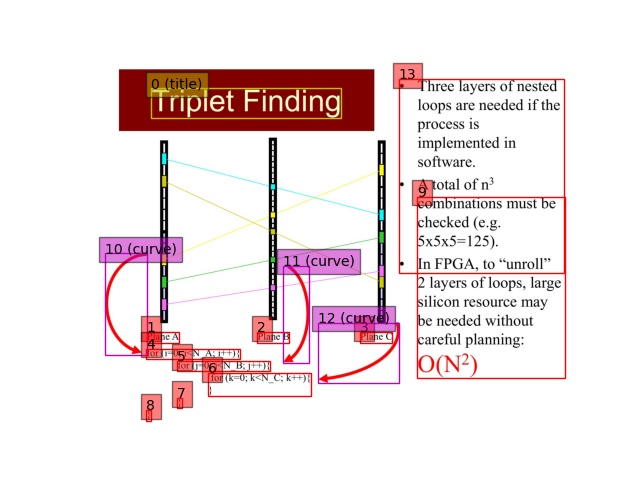 0 (title)
Triplet Finding
13
• Three layers of nested
loops are needed if the
process is
implemented in
software.
• A total of n³
9
combinations must be
checked (e.g.
5x5x5=125).
• In FPGA, to “unroll”
2 layers of loops, large
silicon resource may
be needed without
careful planning:
O(N²)
10 (curve)
11 (curve)
12 (curve)
1
2
3
Plane A
Plane B
Plane C
4
for (i=0; i<N_A; i++){
5
for (j=0; j<N_B; j++){
6
for (k=0; k<N_C; k++){
}
7
}
8
}